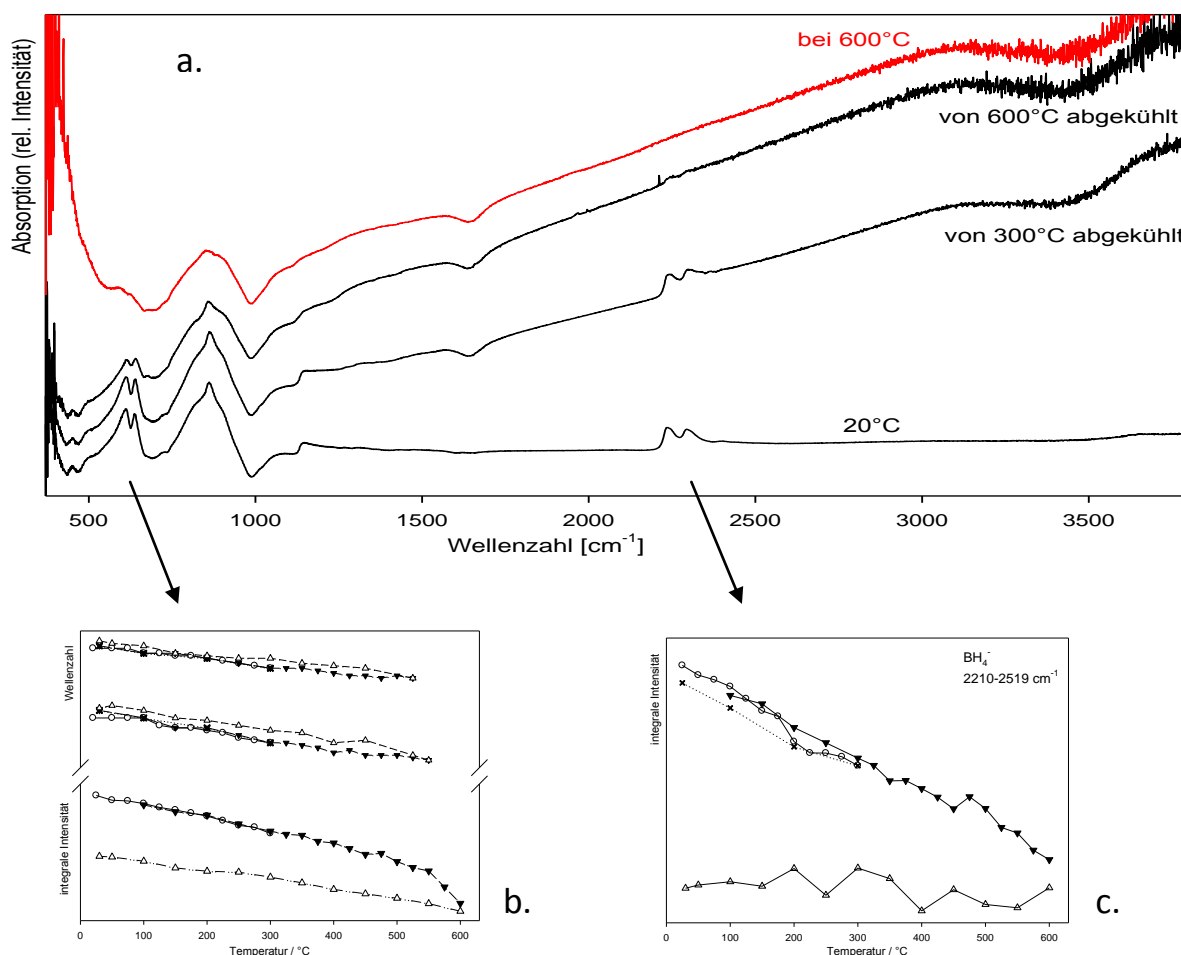 a.
bei 600°C
von 600°C abgekühlt
von 300°C abgekühlt
20°C
Absorption (rel. Intensität)
500 1000 1500 2000 2500 3000 3500
Wellenzahl [cm⁻¹]
Wellenzahl
integrale Intensität
b.
0 100 200 300 400 500 600
Temperatur / °C
integrale Intensität
BH₄⁻
2210-2519 cm⁻¹
c.
0 100 200 300 400 500 600
Temperatur / °C